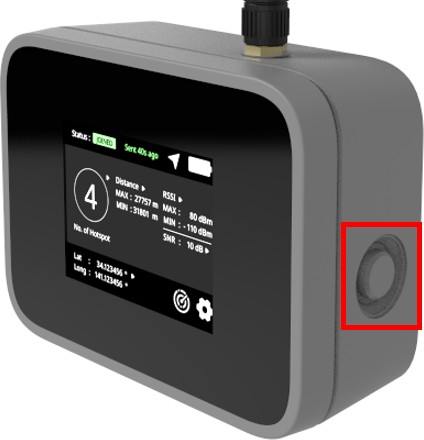 Status : JOINED Sent 40s ago
4
No. of Hotspot
Distance
MAX : 27757 m
MIN : 31801 m
RSSI
MAX : 80 dBm
MIN : -110 dBm
SNR : 10 dB
Lat : 34.123456 °
Long : 141.123456 °